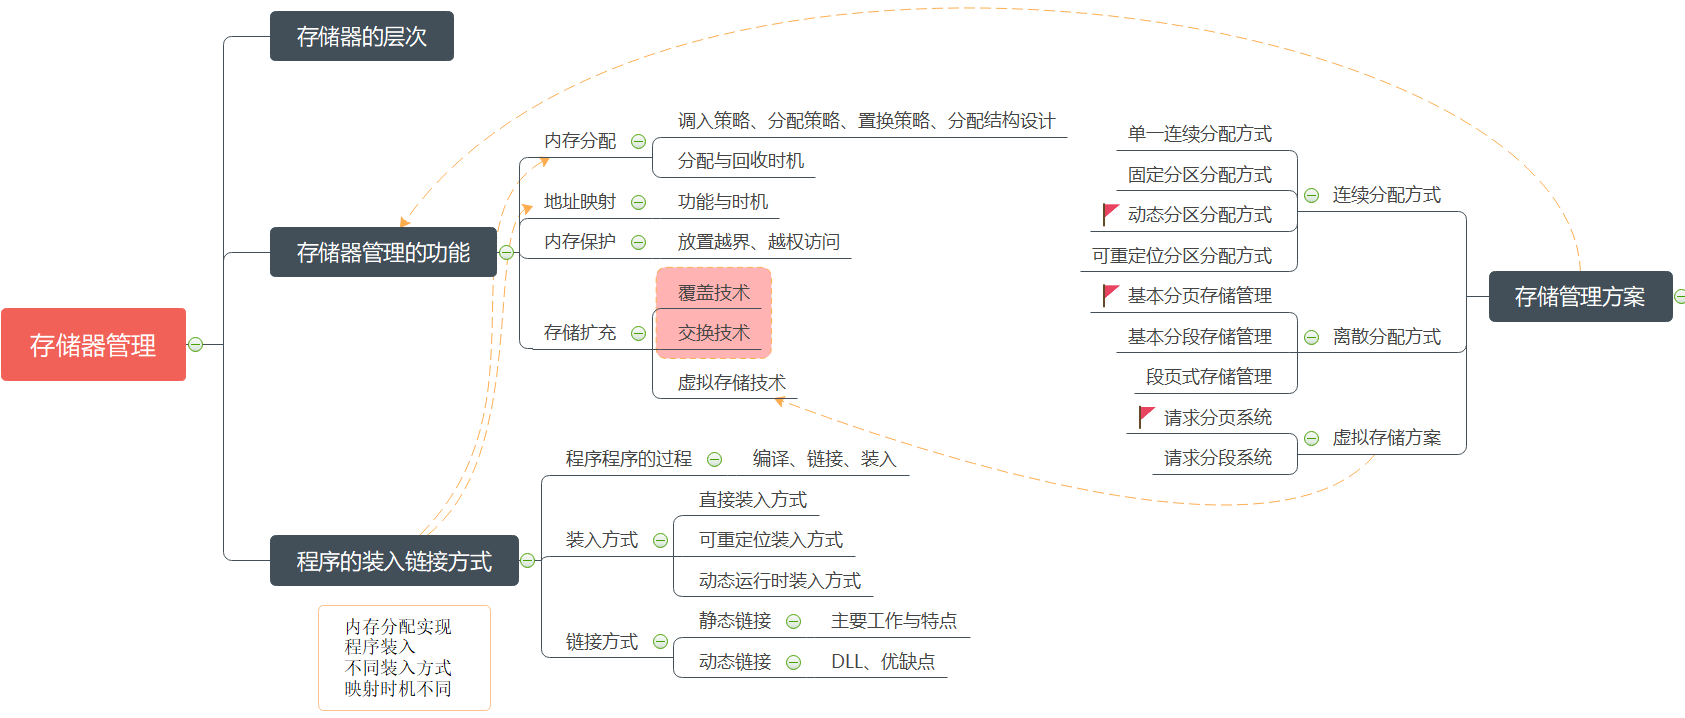 存储器管理
存储器的层次
存储器管理的功能
内存分配
调入策略、分配策略、置换策略、分配结构设计
分配与回收时机
地址映射
功能与时机
内存保护
放置越界、越权访问
存储扩充
覆盖技术
交换技术
虚拟存储技术
程序的装入链接方式
程序程序的过程
编译、链接、装入
装入方式
直接装入方式
可重定位装入方式
动态运行时装入方式
链接方式
静态链接
主要工作与特点
动态链接
DLL、优缺点
内存分配实现
程序装入
不同装入方式
映射时机不同
存储管理方案
连续分配方式
单一连续分配方式
固定分区分配方式
动态分区分配方式
可重定位分区分配方式
离散分配方式
基本分页存储管理
基本分段存储管理
段页式存储管理
虚拟存储方案
请求分页系统
请求分段系统